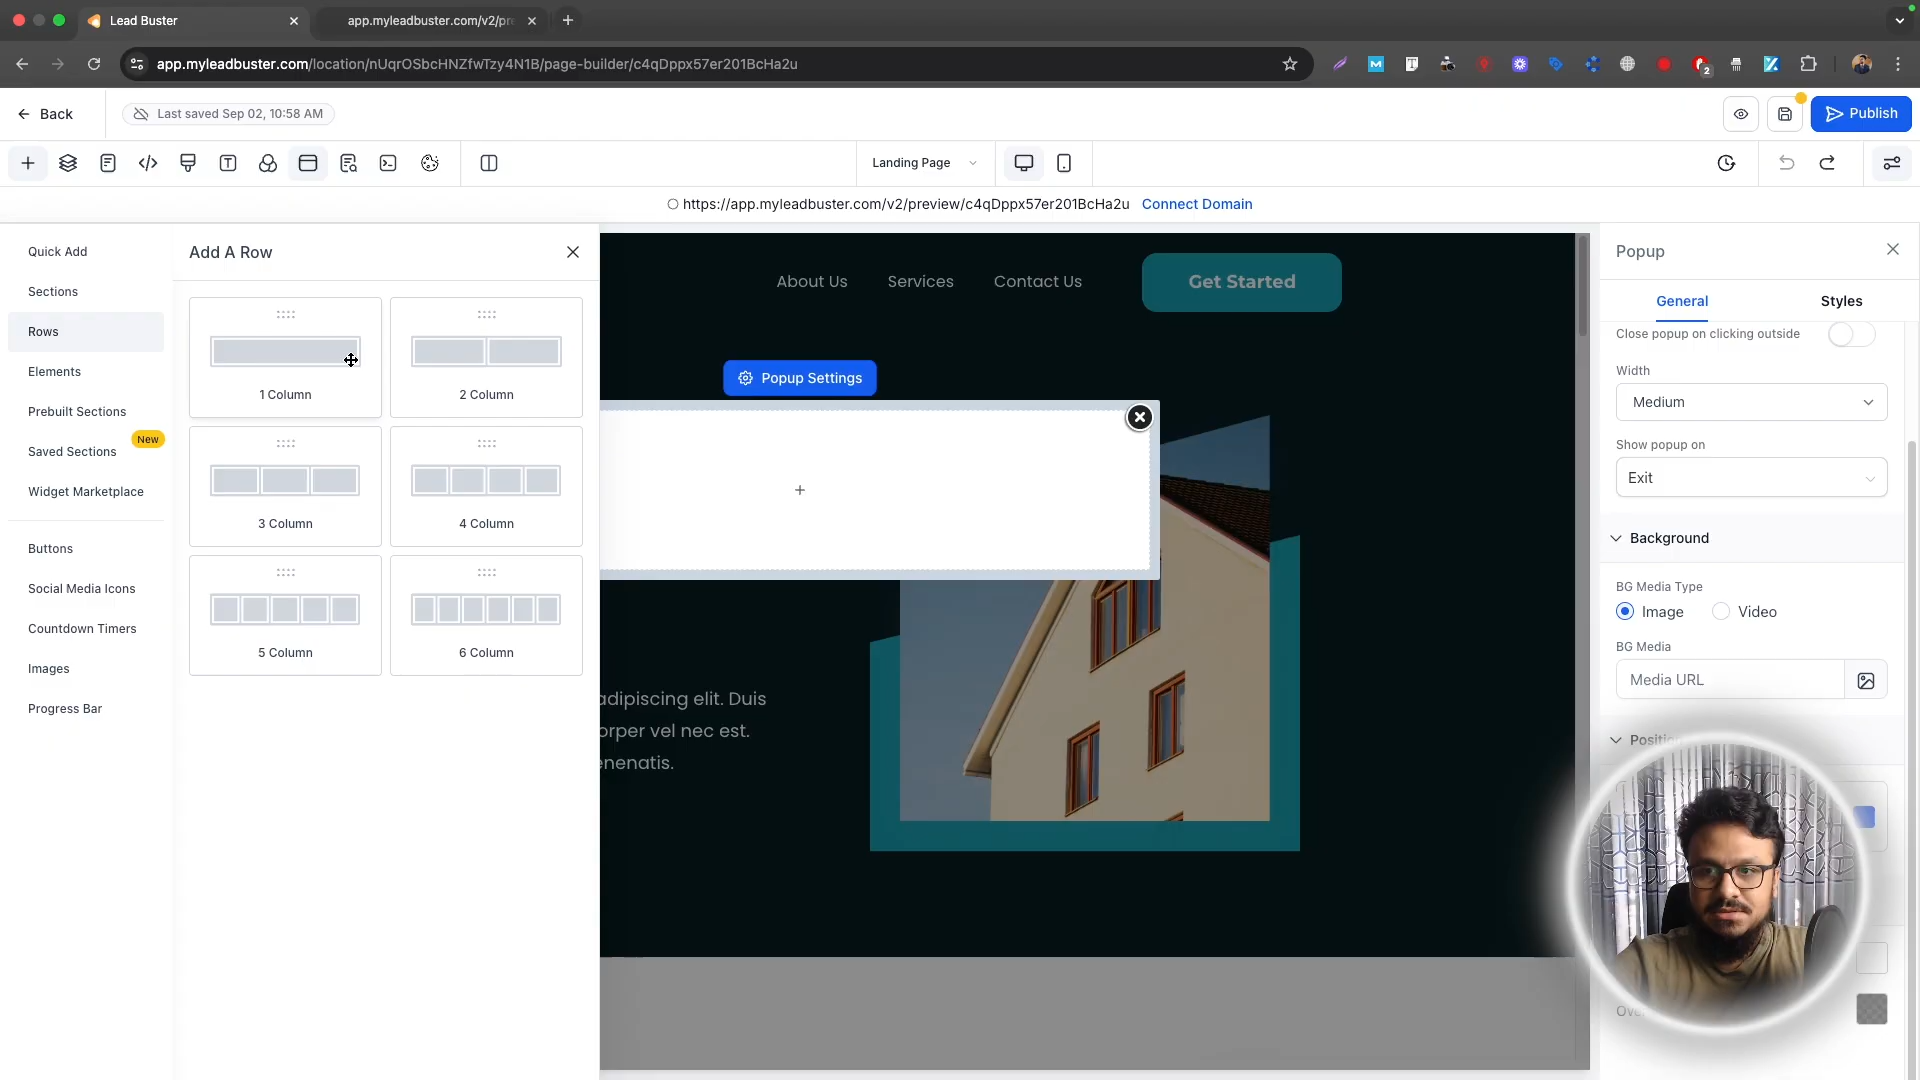 Lead Buster
app.myleadbuster.com/v2/pre
app.myleadbuster.com/location/nUqrOSbcHNZfwTzy4N1B/page-builder/c4qDppx57er201BcHa2u
2
Back
Last saved Sep 02, 10:58 AM
Publish
Landing Page
https://app.myleadbuster.com/v2/preview/c4qDppx57er201BcHa2u Connect Domain
Quick Add
Sections
Rows
Elements
Prebuilt Sections
New
Saved Sections
Widget Marketplace
Buttons
Social Media Icons
Countdown Timers
Images
Progress Bar
Add A Row
1 Column
2 Column
3 Column
4 Column
5 Column
6 Column
About Us
Services
Contact Us
Get Started
Popup Settings
adipiscing elit. Duis
orper vel nec est.
enenatis.
Popup
General
Styles
Close popup on clicking outside
Width
Medium
Show popup on
Exit
Background
BG Media Type
Image
Video
BG Media
Media URL